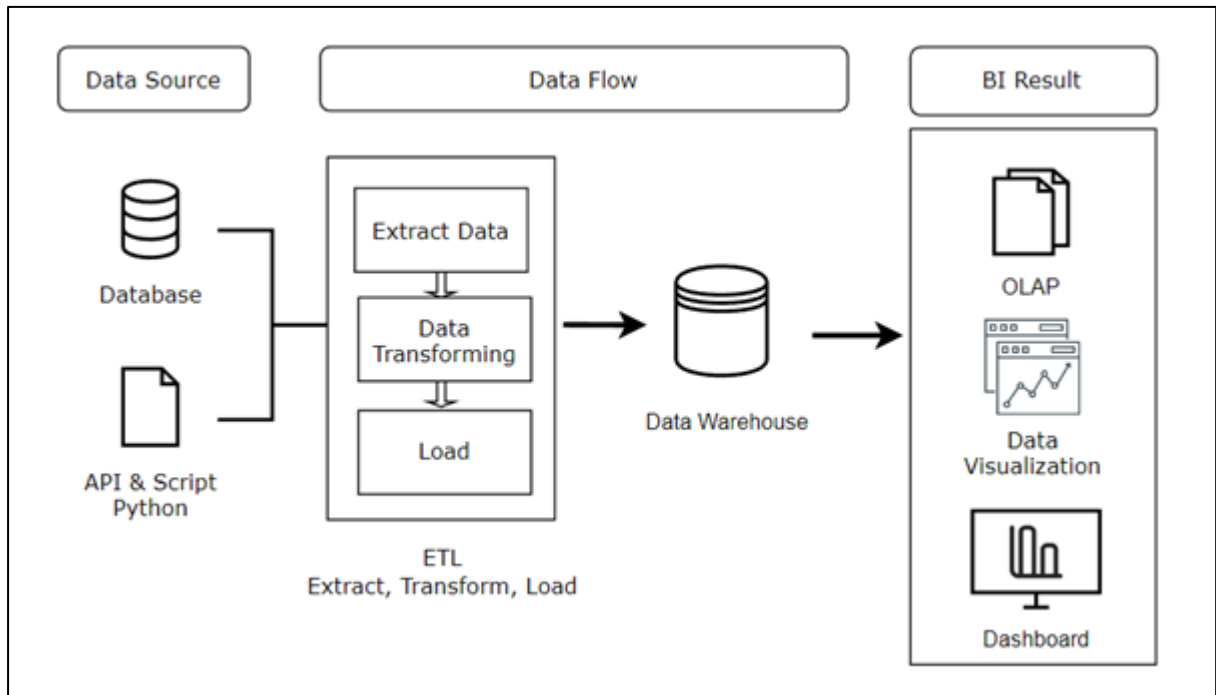 Data Source
Data Flow
BI Result
Database
API & Script
Python
Extract Data
Data
Transforming
Load
ETL
Extract, Transform, Load
Data Warehouse
OLAP
Data
Visualization
Dashboard